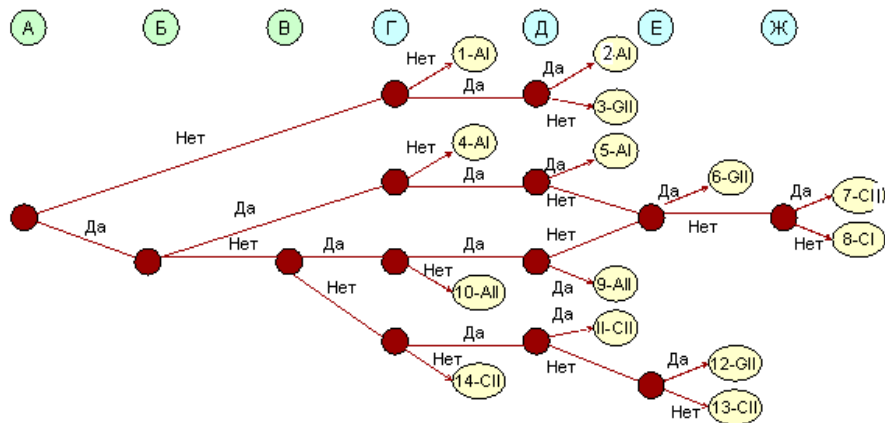 А Б В Г Д Е Ж
Нет 1-AI Да 2-AI
Да
Нет 3-GII
Нет
Нет 4-AI Да 5-AI
Да
Да Нет
Да 6-GII Да 7-CII)
Нет
Нет 8-CI
Да
Нет Да Да Нет
Нет 10-AII
Да 9-AII
Нет
Да Да II-CII
Нет 14-CII
Нет
Да 12-GII
Нет 13-CII